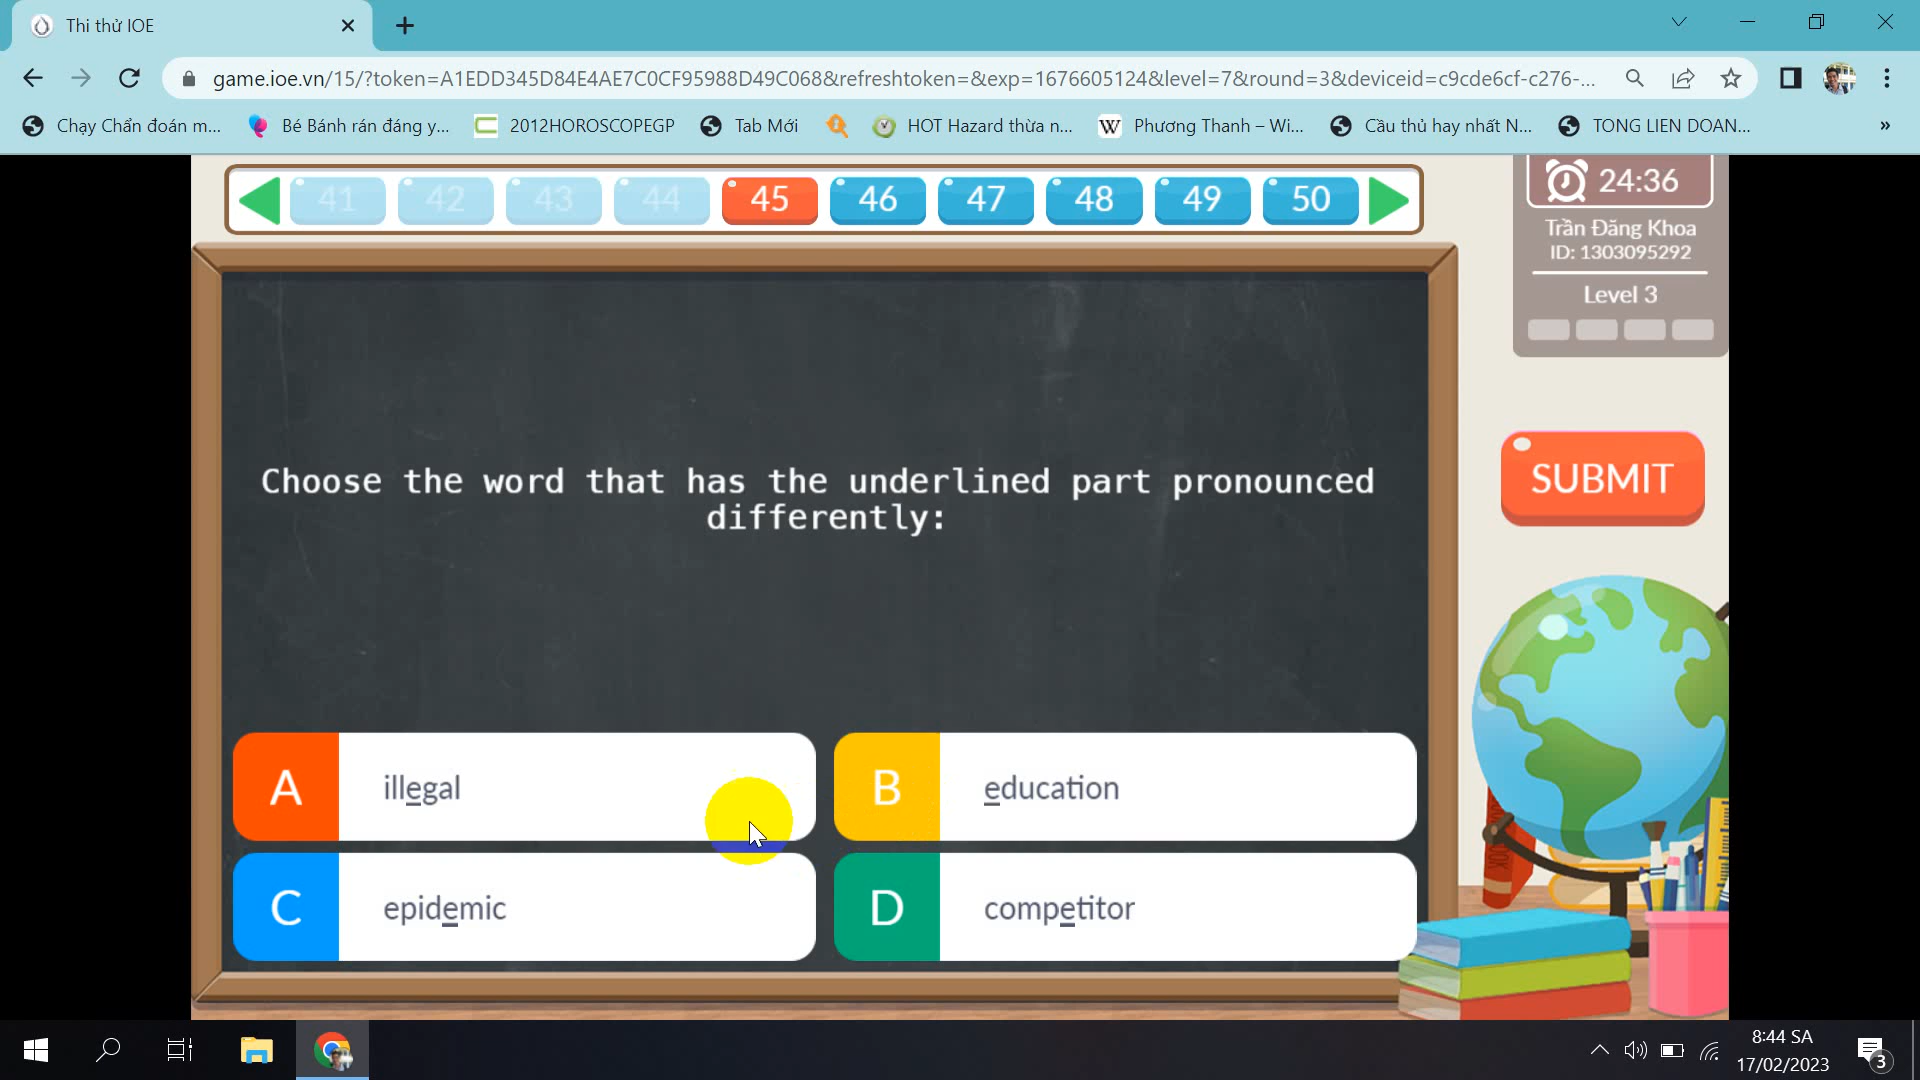 Thi thử IOE
game.ioe.vn/15/?token=A1EDD345D84E4AE7C0CF95988D49C068&refreshtoken=&exp=1676605124&level=7&round=3&deviceid=c9cde6cf-c276-...
Chạy Chẩn đoán m...
Bé Bánh rán đáng y...
2012HOROSCOPEGP
Tab Mới
HOT Hazard thừa n...
W
Phương Thanh – Wi...
Cầu thủ hay nhất N...
TONG LIEN DOAN...
»
41 42 43 44 45 46 47 48 49 50
24:36
Trần Đăng Khoa
ID: 1303095292
Level 3
Choose the word that has the underlined part pronounced
differently:
SUBMIT
A illegal
B education
C epidemic
D competitor
8:44 SA
17/02/2023
3